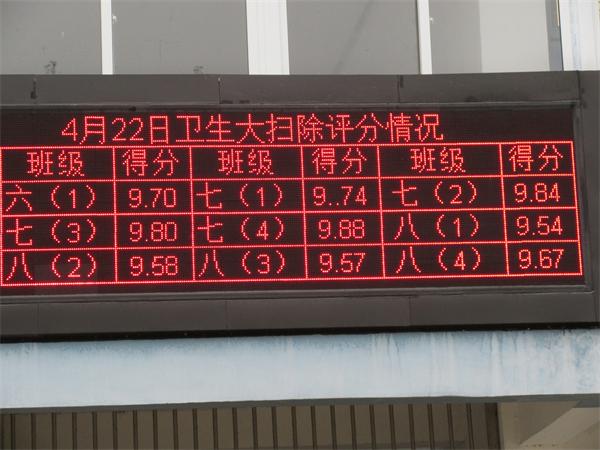 4月22日卫生大扫除评分情况
班级 得分 班级 得分 班级 得分
六（1） 9.70 七（1） 9..74 七（2） 9.84
七（3） 9.80 七（4） 9.88 八（1） 9.54
八（2） 9.58 八（3） 9.57 八（4） 9.67